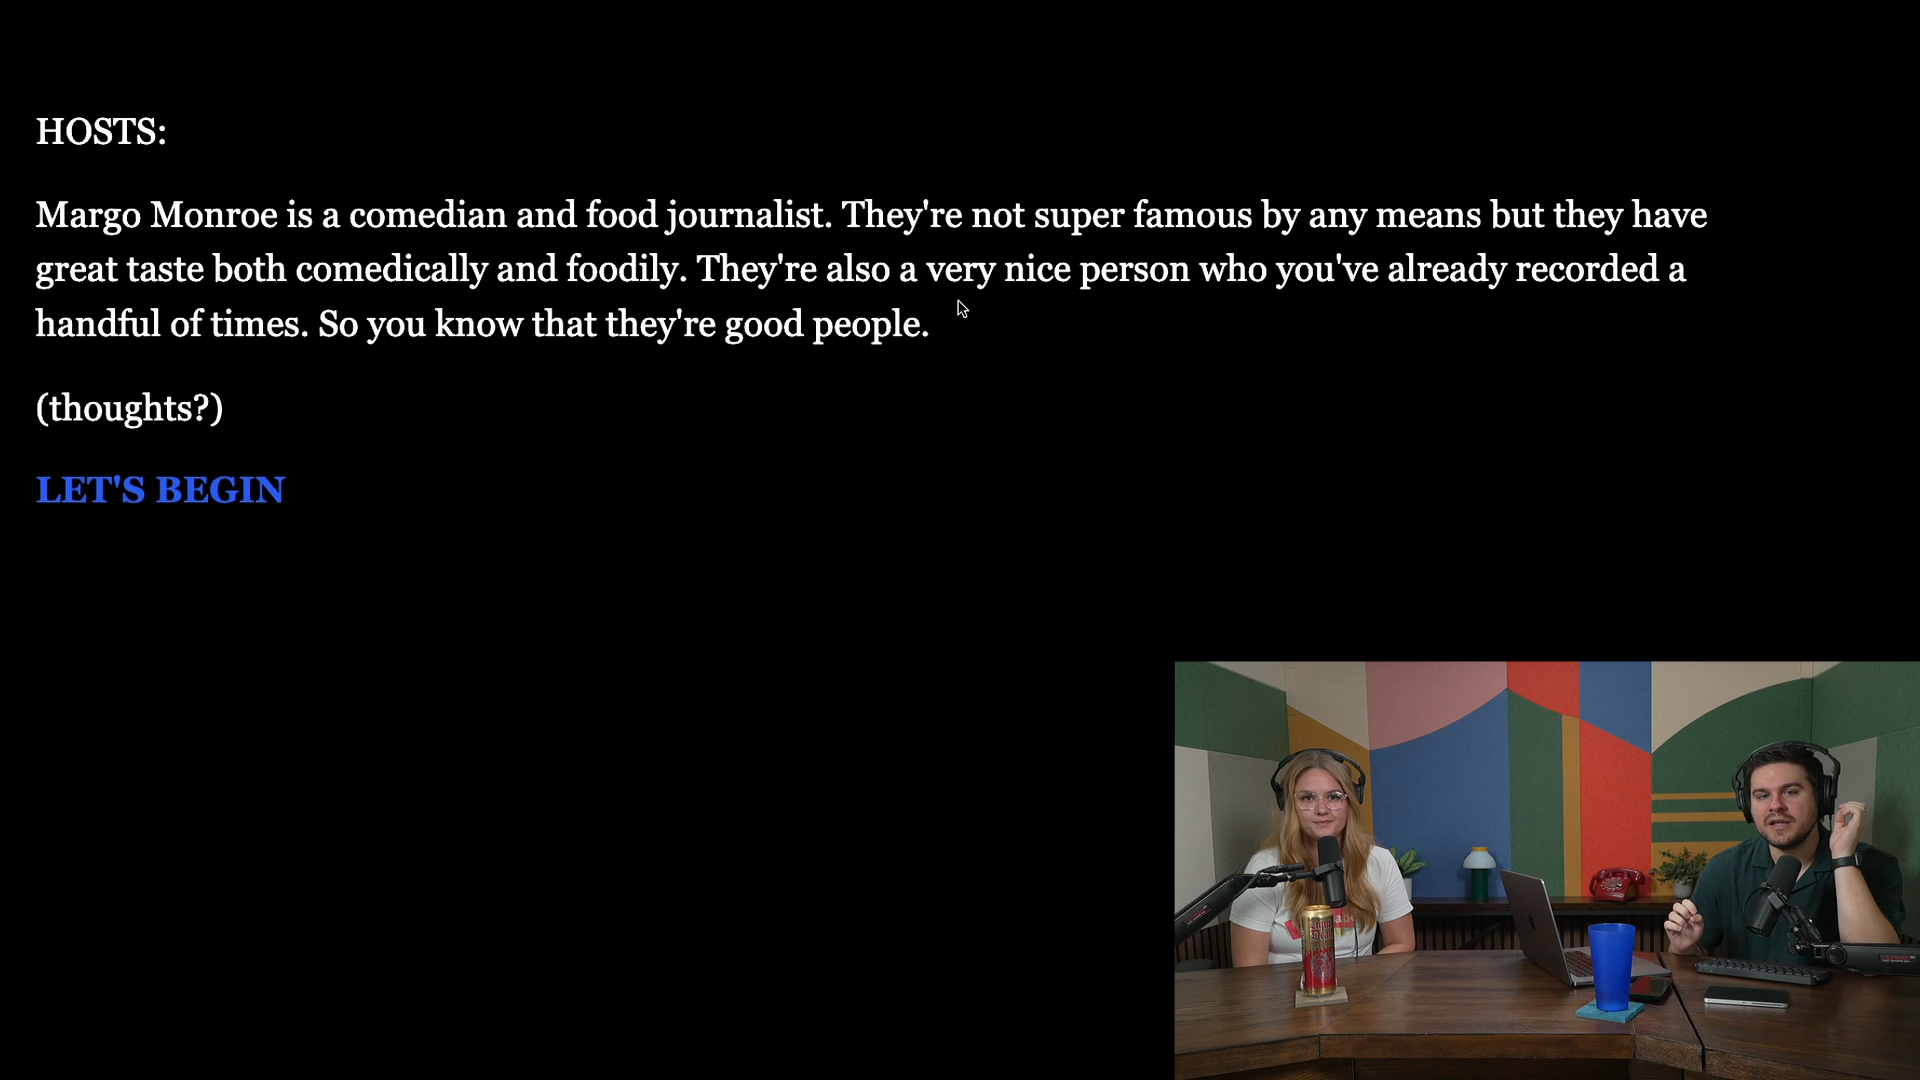 HOSTS:
Margo Monroe is a comedian and food journalist. They're not super famous by any means but they have
great taste both comedically and foodily. They're also a very nice person who you've already recorded a
handful of times. So you know that they're good people.
(thoughts?)
LET'S BEGIN